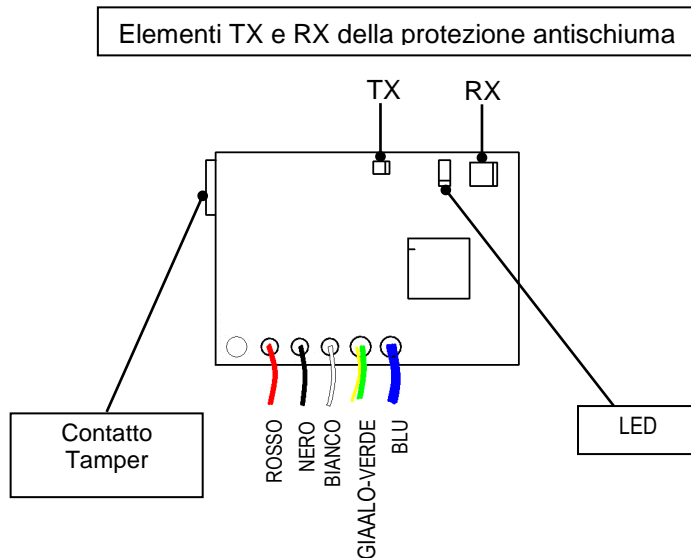 Elementi TX e RX della protezione antischiuma
TX
RX
Contatto
Tamper
ROSSO
NERO
BIANCO
GIAALO-VERDE
BLU
LED